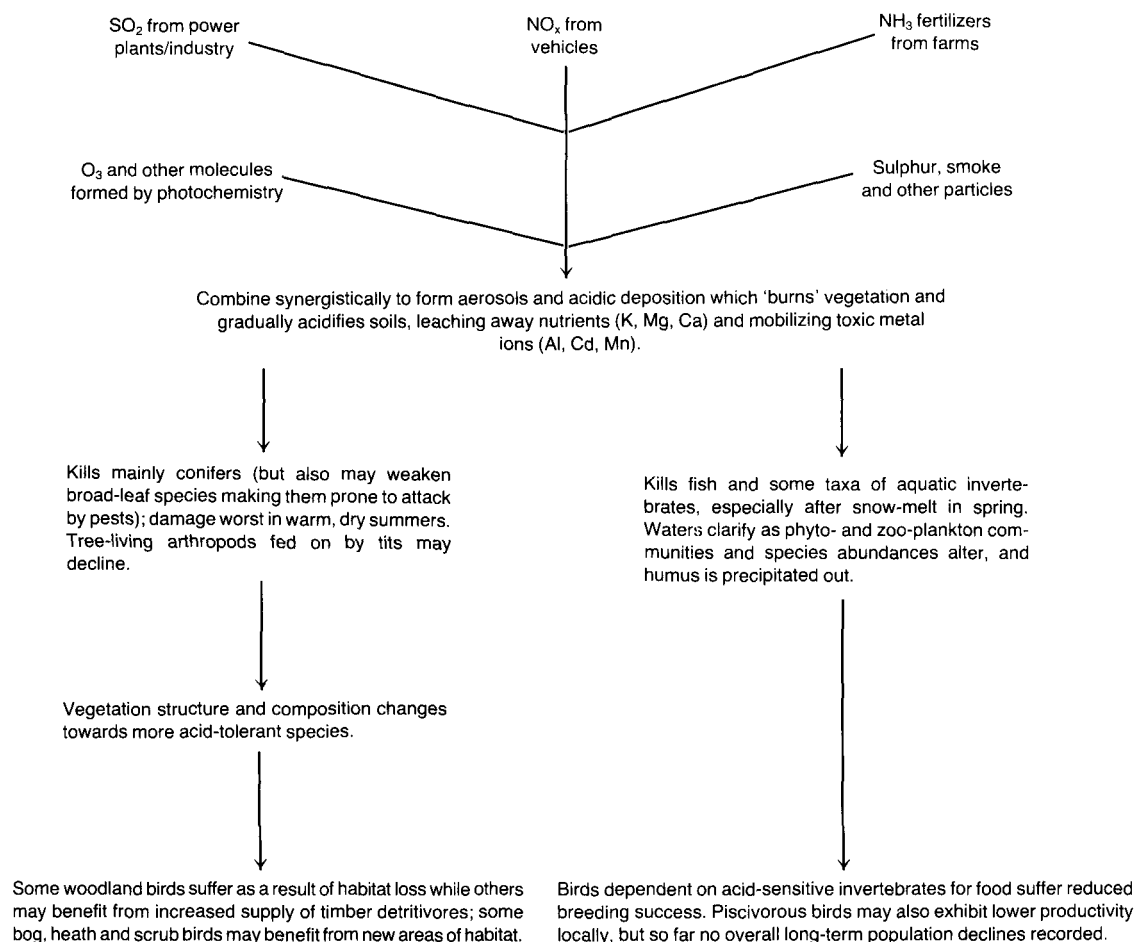 SO₂ from power
plants/industry
NOₓ from
vehicles
NH₃ fertilizers
from farms
O₃ and other molecules
formed by photochemistry
Sulphur, smoke
and other particles
Combine synergistically to form aerosols and acidic deposition which 'burns' vegetation and
gradually acidifies soils, leaching away nutrients (K, Mg, Ca) and mobilizing toxic metal
ions (Al, Cd, Mn).
Kills mainly conifers (but also may weaken
broad-leaf species making them prone to attack
by pests); damage worst in warm, dry summers.
Tree-living arthropods fed on by tits may
decline.
Kills fish and some taxa of aquatic inverte-
brates, especially after snow-melt in spring.
Waters clarify as phyto- and zoo-plankton com-
munities and species abundances alter, and
humus is precipitated out.
Vegetation structure and composition changes
towards more acid-tolerant species.
Some woodland birds suffer as a result of habitat loss while others
may benefit from increased supply of timber detritivores; some
bog, heath and scrub birds may benefit from new areas of habitat.
Birds dependent on acid-sensitive invertebrates for food suffer reduced
breeding success. Piscivorous birds may also exhibit lower productivity
locally, but so far no overall long-term population declines recorded.